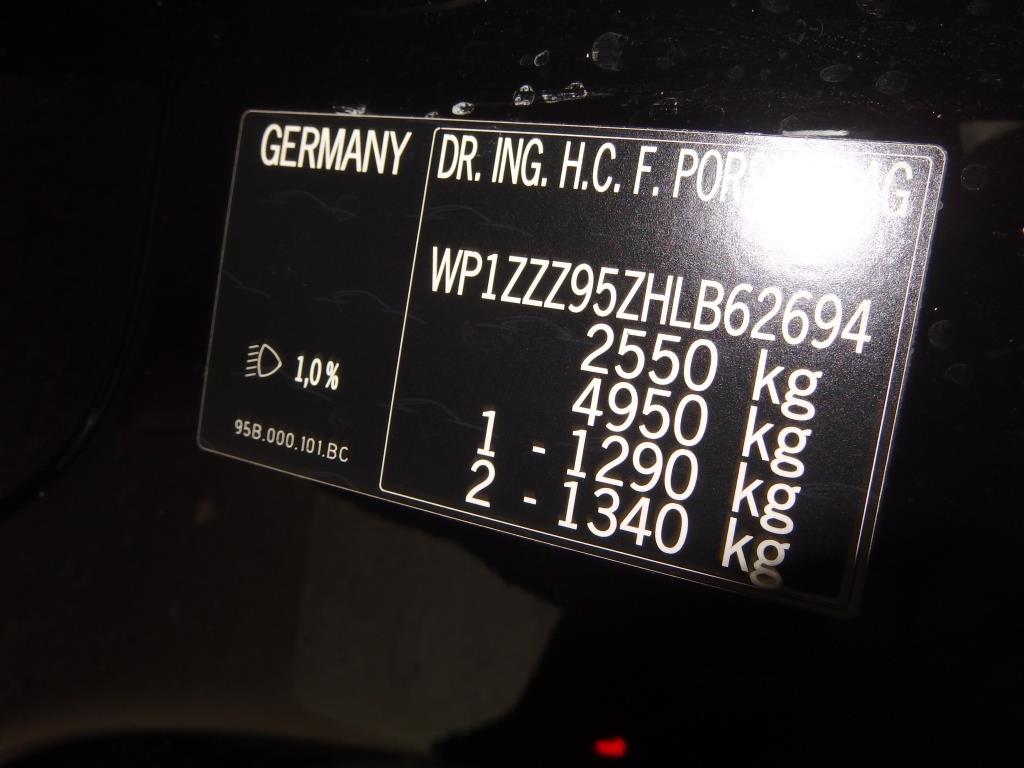 GERMANY
DR. ING. H.C. F. AG
WP1ZZZ95ZHLB62694
2550 kg
4950 kg
1 - 1290 kg
2 - 1340 kg
1,0 %
95B.000.101.BC